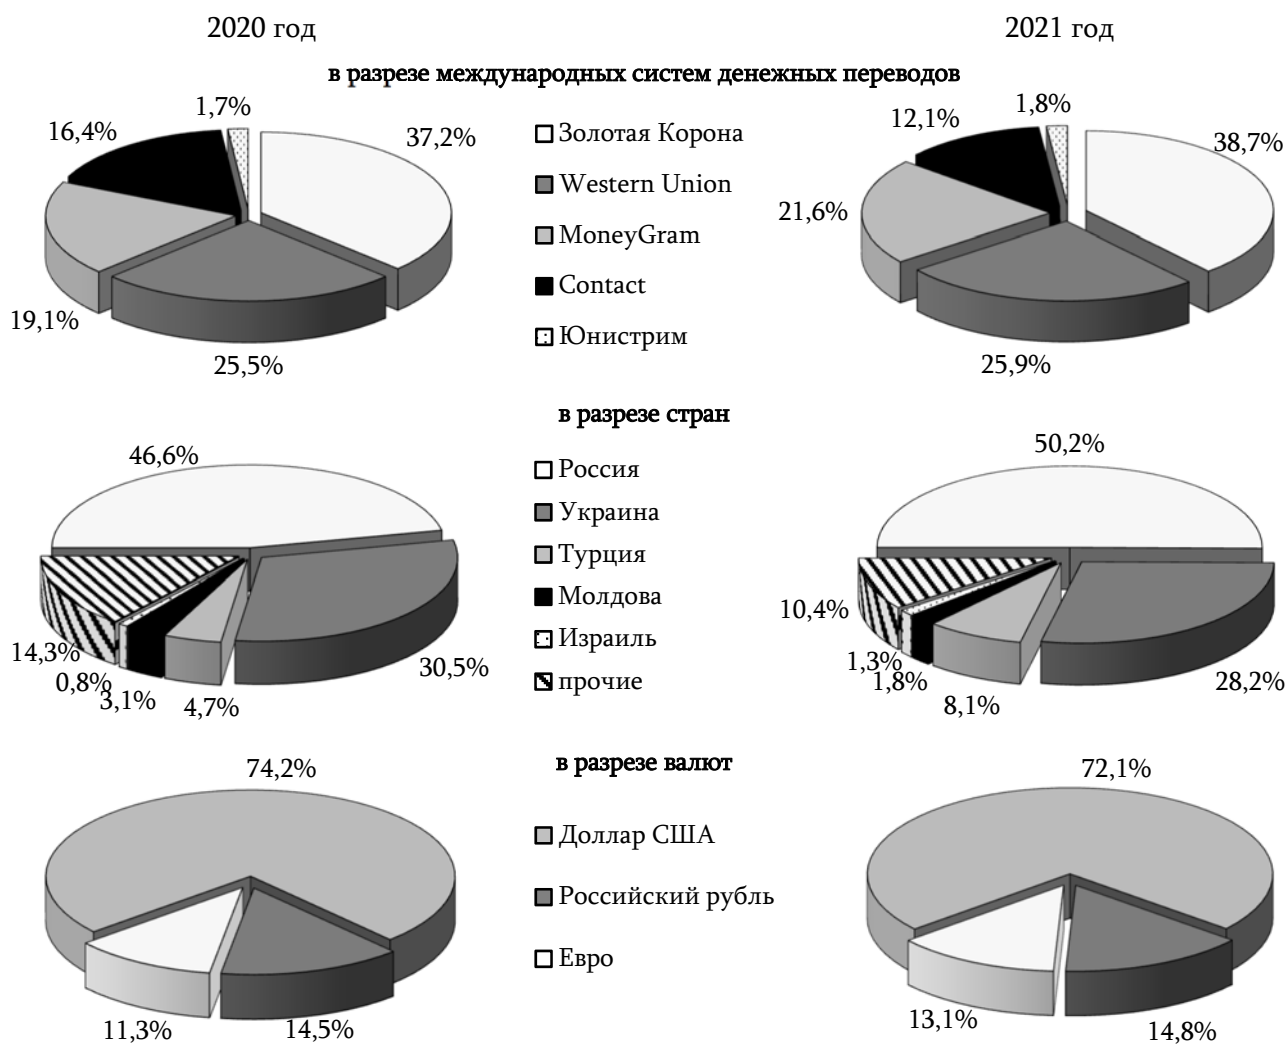 2020 год
2021 год
в разрезе международных систем денежных переводов
1,7%
16,4%
37,2%
19,1%
25,5%
Золотая Корона
Western Union
MoneyGram
Contact
Юнистрим
1,8%
12,1%
38,7%
21,6%
25,9%
в разрезе стран
46,6%
14,3%
0,8%
3,1%
4,7%
30,5%
Россия
Украина
Турция
Молдова
Израиль
прочие
50,2%
10,4%
1,3%
1,8%
8,1%
28,2%
в разрезе валют
74,2%
11,3%
14,5%
Доллар США
Российский рубль
Евро
72,1%
13,1%
14,8%